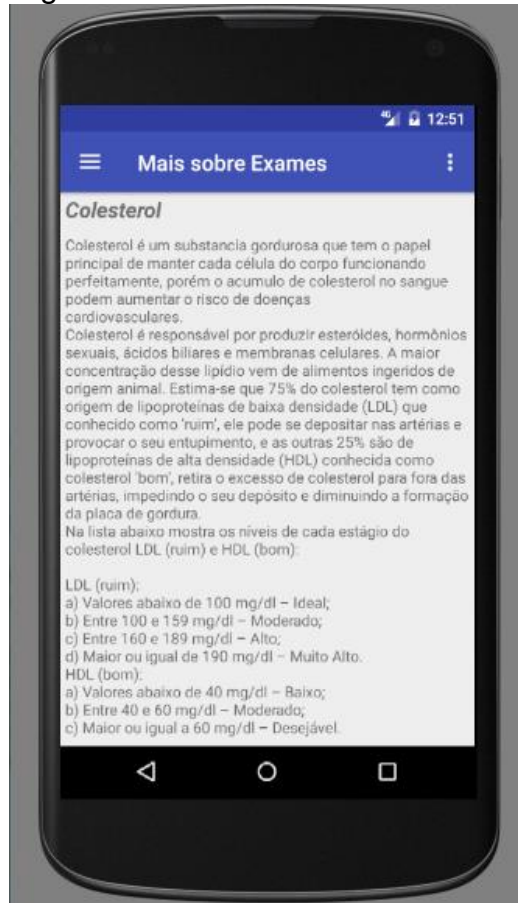 12:51
Mais sobre Exames
Colesterol
Colesterol é um substancia gordurosa que tem o papel
principal de manter cada célula do corpo funcionando
perfeitamente, porém o acumulo de colesterol no sangue
podem aumentar o risco de doenças
cardiovasculares.
Colesterol é responsável por produzir esteróides, hormônios
sexuais, ácidos biliares e membranas celulares. A maior
concentração desse lipídio vem de alimentos ingeridos de
origem animal. Estima-se que 75% do colesterol tem como
origem de lipoproteínas de baixa densidade (LDL) que
conhecido como 'ruim', ele pode se depositar nas artérias e
provocar o seu entupimento, e as outras 25% são de
lipoproteínas de alta densidade (HDL) conhecida como
colesterol 'bom', retira o excesso de colesterol para fora das
artérias, impedindo o seu depósito e diminuindo a formação
da placa de gordura.
Na lista abaixo mostra os níveis de cada estágio do
colesterol LDL (ruim) e HDL (bom):
LDL (ruim):
a) Valores abaixo de 100 mg/dl – Ideal;
b) Entre 100 e 159 mg/dl – Moderado;
c) Entre 160 e 189 mg/dl – Alto;
d) Maior ou igual de 190 mg/dl – Muito Alto.
HDL (bom):
a) Valores abaixo de 40 mg/dl – Baixo;
b) Entre 40 e 60 mg/dl – Moderado;
c) Maior ou igual a 60 mg/dl – Desejável.